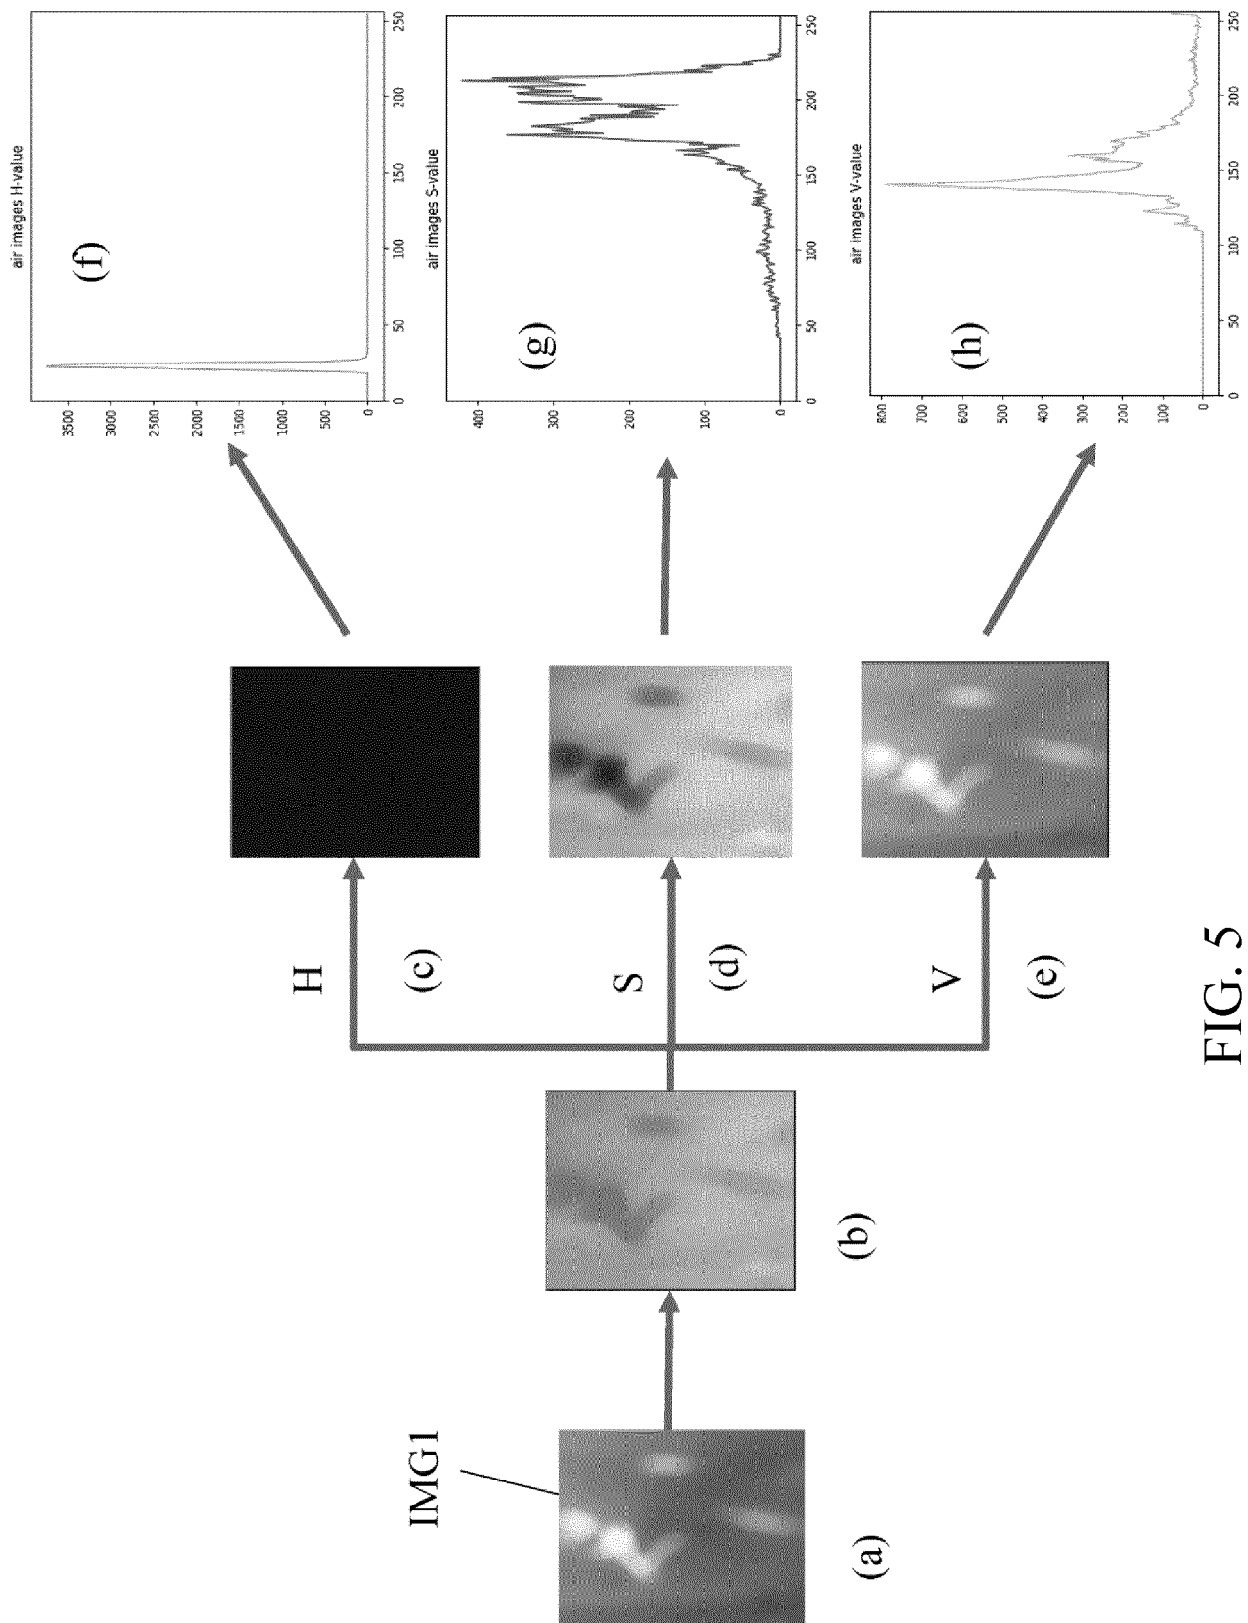 IMG1
(a)
(b)
H
(c)
S
(d)
V
(e)
air images H-value
(f)
3500
3000
2500
2000
1500
1000
500
0
0 50 100 150 200 250
air images S-value
(g)
400
300
200
100
0
0 50 100 150 200 250
air images V-value
(h)
800
700
600
500
400
300
200
100
0
0 50 100 150 200 250
FIG. 5